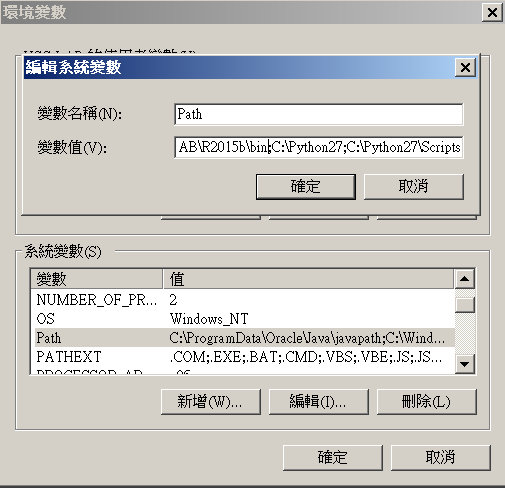 環境變數
編輯系統變數
變數名稱(N):
Path
變數值(V):
AB\R2015b\bin;C:\Python27;C:\Python27\Scripts
確定
取消
系統變數(S)
變數 值
NUMBER_OF_PR... 2
OS Windows_NT
Path C:\ProgramData\Oracle\Java\javapath;C:\Wind...
PATHEXT .COM;.EXE;.BAT;.CMD;.VBS;.VBE;.JS;.JS...
新增(W)...
編輯(I)...
刪除(L)
確定
取消